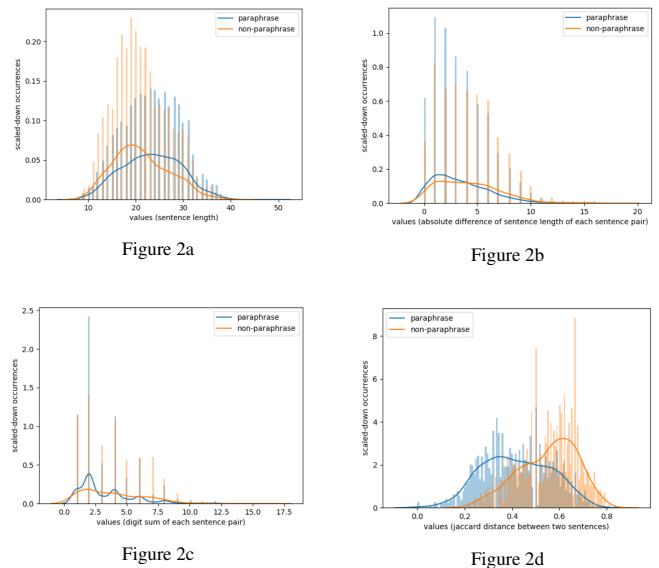 paraphrase
non-paraphrase
scaled-down occurrences
0.20
0.15
0.10
0.05
0.00
10
20
30
40
50
values (sentence length)
Figure 2a
paraphrase
non-paraphrase
scaled-down occurrences
1.0
0.8
0.6
0.4
0.2
0.0
0
5
10
15
20
values (absolute difference of sentence length of each sentence pair)
Figure 2b
paraphrase
non-paraphrase
scaled-down occurrences
2.5
2.0
1.5
1.0
0.5
0.0
0.0
2.5
5.0
7.5
10.0
12.5
15.0
17.5
values (digit sum of each sentence pair)
Figure 2c
paraphrase
non-paraphrase
scaled-down occurrences
8
6
4
2
0
0.0
0.2
0.4
0.6
0.8
values (jaccard distance between two sentences)
Figure 2d